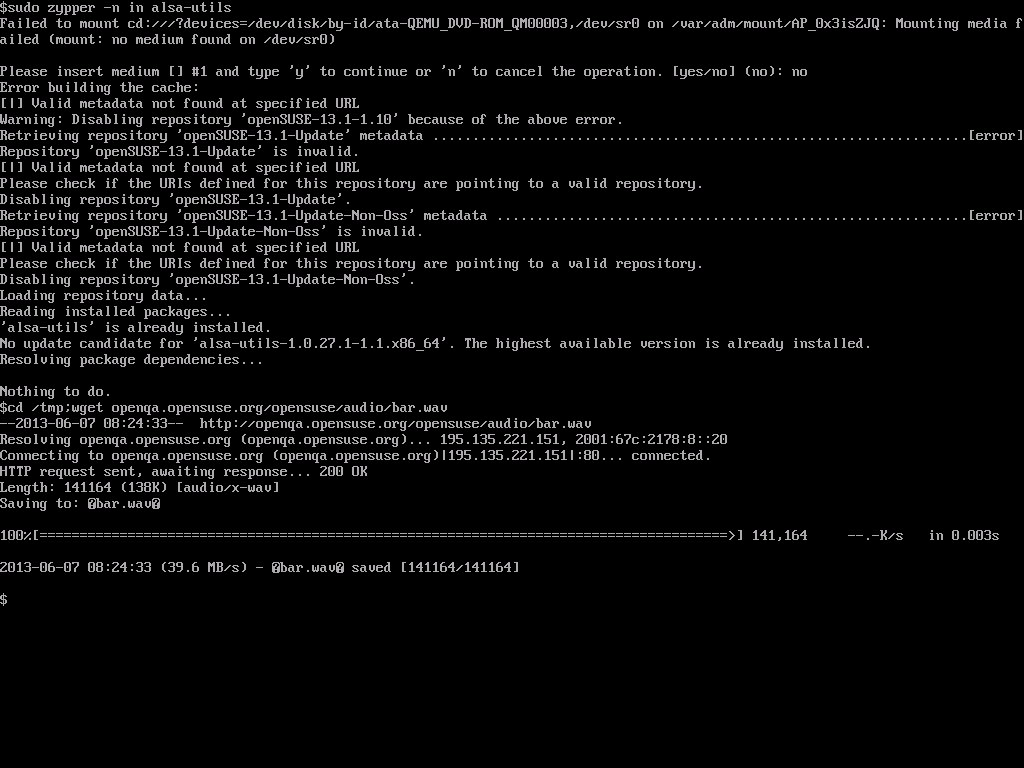 $sudo zypper -n in alsa-utils
Failed to mount cd:///?devices=/dev/disk/by-id/ata-QEMU_DVD-ROM_QM00003,/dev/sr0 on /var/adm/mount/AP_0x3isZJQ: Mounting media f
ailed (mount: no medium found on /dev/sr0)
Please insert medium [] #1 and type 'y' to continue or 'n' to cancel the operation. [yes/no] (no): no
Error building the cache:
[|] Valid metadata not found at specified URL
Warning: Disabling repository 'openSUSE-13.1-1.10' because of the above error.
Retrieving repository 'openSUSE-13.1-Update' metadata ...................................................................[error]
Repository 'openSUSE-13.1-Update' is invalid.
[|] Valid metadata not found at specified URL
Please check if the URIs defined for this repository are pointing to a valid repository.
Disabling repository 'openSUSE-13.1-Update'.
Retrieving repository 'openSUSE-13.1-Update-Non-Oss' metadata ...........................................................[error]
Repository 'openSUSE-13.1-Update-Non-Oss' is invalid.
[|] Valid metadata not found at specified URL
Please check if the URIs defined for this repository are pointing to a valid repository.
Disabling repository 'openSUSE-13.1-Update-Non-Oss'.
Loading repository data...
Reading installed packages...
'alsa-utils' is already installed.
No update candidate for 'alsa-utils-1.0.27.1-1.1.x86_64'. The highest available version is already installed.
Resolving package dependencies...
Nothing to do.
$cd /tmp;wget openqa.opensuse.org/opensuse/audio/bar.wav
--2013-06-07 08:24:33--  http://openqa.opensuse.org/opensuse/audio/bar.wav
Resolving openqa.opensuse.org (openqa.opensuse.org)... 195.135.221.151, 2001:67c:2178:8::20
Connecting to openqa.opensuse.org (openqa.opensuse.org)|195.135.221.151|:80... connected.
HTTP request sent, awaiting response... 200 OK
Length: 141164 (138K) [audio/x-wav]
Saving to: �bar.wav�
100%[======================================================================================>] 141,164     --.-K/s   in 0.003s
2013-06-07 08:24:33 (39.6 MB/s) - �bar.wav� saved [141164/141164]
$